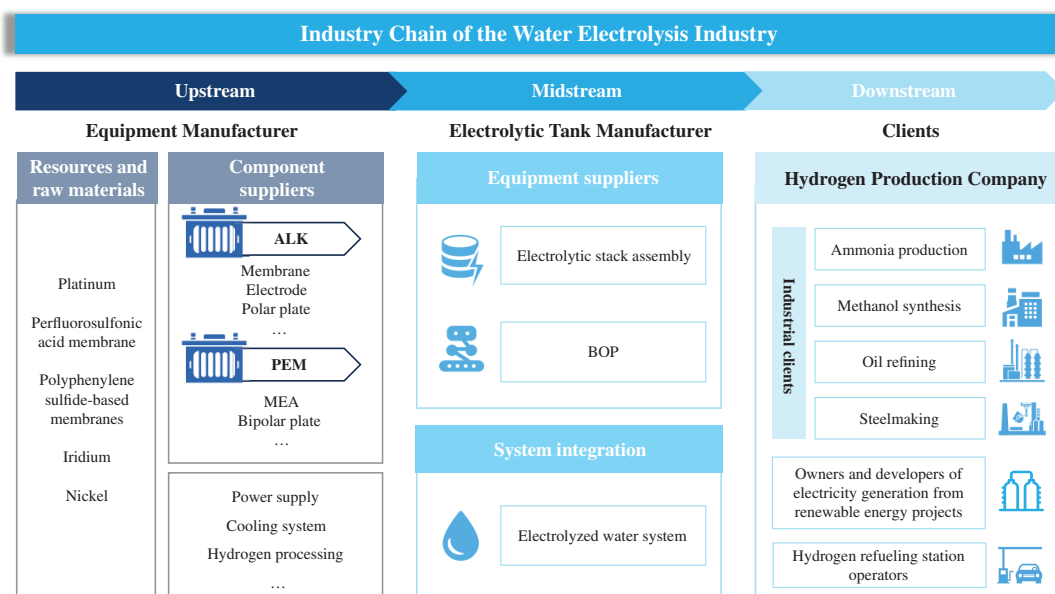 Industry Chain of the Water Electrolysis Industry
Upstream
Midstream
Downstream
Equipment Manufacturer
Electrolytic Tank Manufacturer
Clients
Resources and
raw materials
Platinum
Perfluorosulfonic
acid membrane
Polyphenylene
sulfide-based
membranes
Iridium
Nickel
Component
suppliers
ALK
Membrane
Electrode
Polar plate
…
PEM
MEA
Bipolar plate
…
Power supply
Cooling system
Hydrogen processing
…
Equipment suppliers
Electrolytic stack assembly
BOP
System integration
Electrolyzed water system
Hydrogen Production Company
Industrial clients
Ammonia production
Methanol synthesis
Oil refining
Steelmaking
Owners and developers of
electricity generation from
renewable energy projects
Hydrogen refueling station
operators